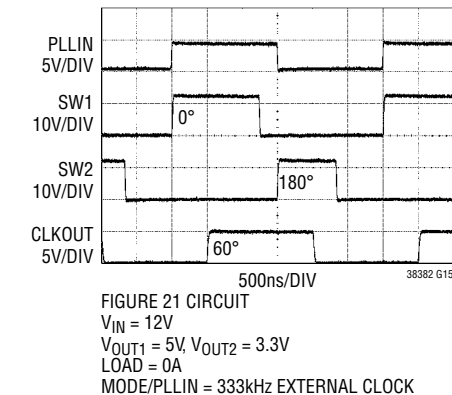 PLLIN
5V/DIV
SW1
10V/DIV
0°
SW2
10V/DIV
180°
CLKOUT
5V/DIV
60°
500ns/DIV
38382 G15
FIGURE 21 CIRCUIT
VIN = 12V
VOUT1 = 5V, VOUT2 = 3.3V
LOAD = 0A
MODE/PLLIN = 333kHz EXTERNAL CLOCK